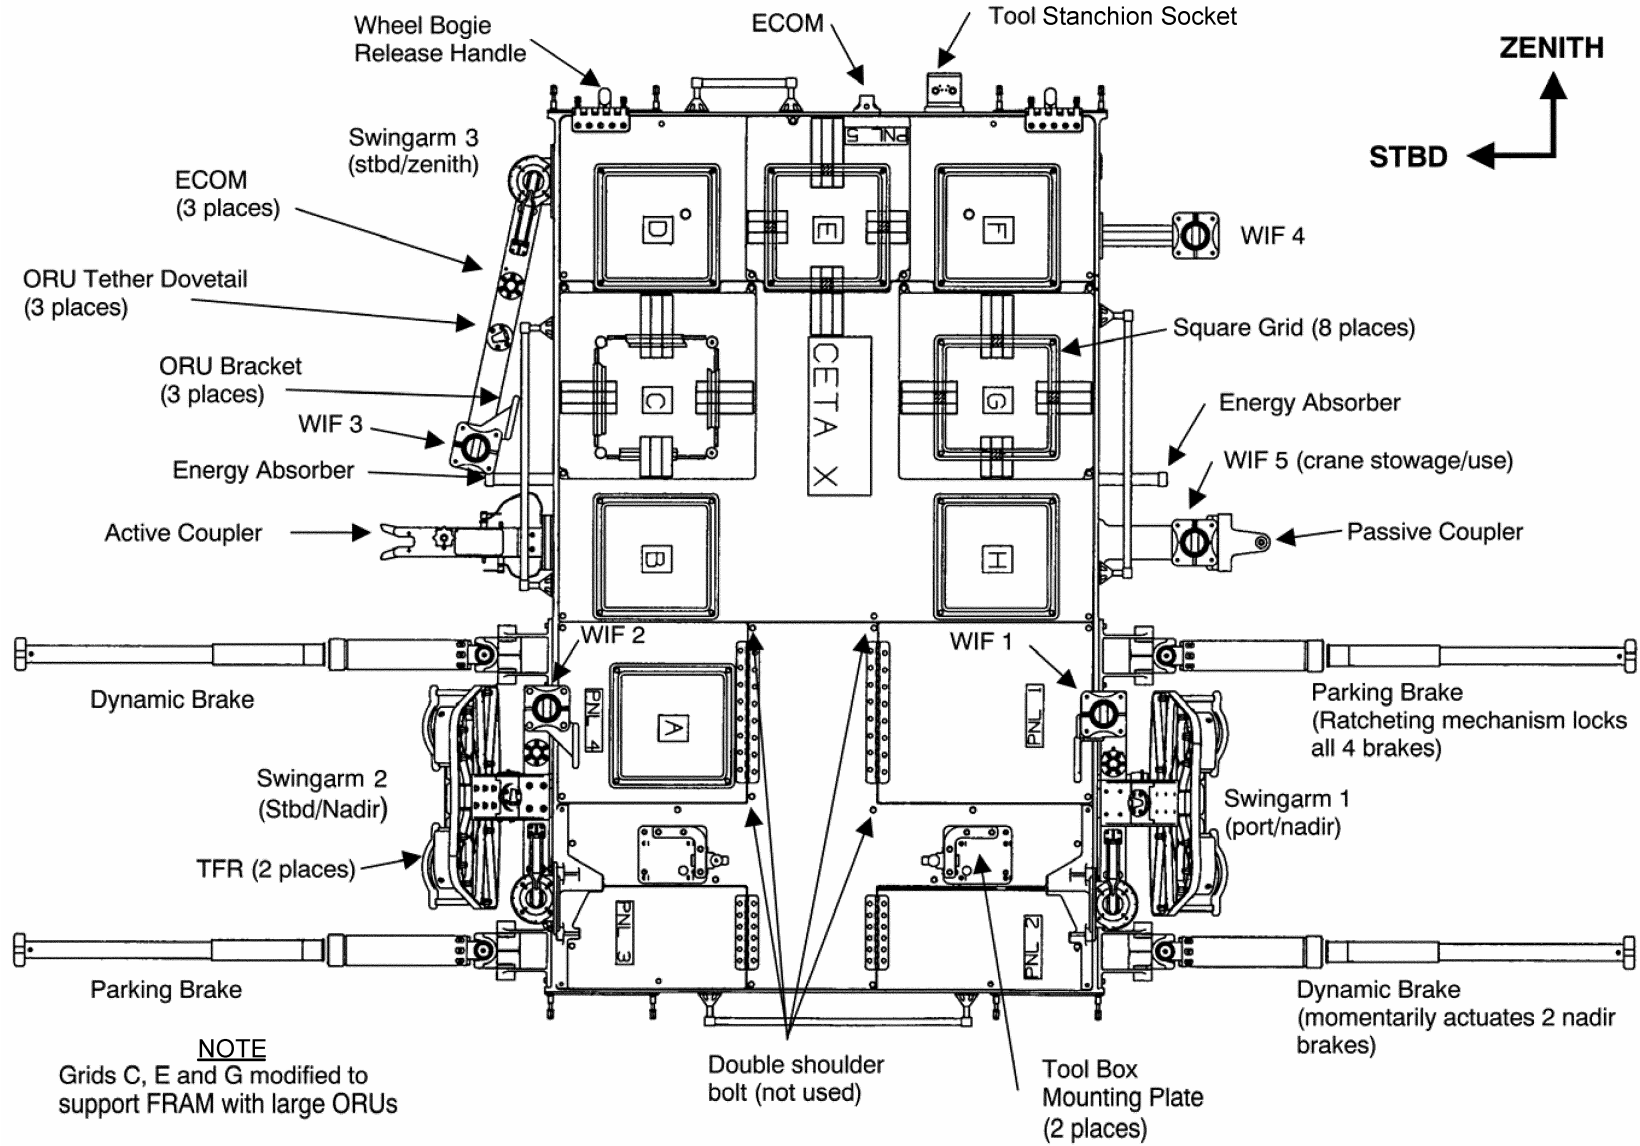 Wheel Bogie
Release Handle
ECOM
Tool Stanchion Socket
ZENITH
STBD
Swingarm 3
(stbd/zenith)
ECOM
(3 places)
ORU Tether Dovetail
(3 places)
ORU Bracket
(3 places)
WIF 3
Energy Absorber
Active Coupler
PNL 5
D
E
F
WIF 4
Square Grid (8 places)
C
CETA X
G
Energy Absorber
WIF 5 (crane stowage/use)
Passive Coupler
B
H
WIF 2
WIF 1
Dynamic Brake
Parking Brake
(Ratcheting mechanism locks
all 4 brakes)
PNL 4
A
PNL 1
Swingarm 2
(Stbd/Nadir)
Swingarm 1
(port/nadir)
TFR (2 places)
PNL 3
PNL 2
Parking Brake
Dynamic Brake
(momentarily actuates 2 nadir
brakes)
NOTE
Grids C, E and G modified to
support FRAM with large ORUs
Double shoulder
bolt (not used)
Tool Box
Mounting Plate
(2 places)